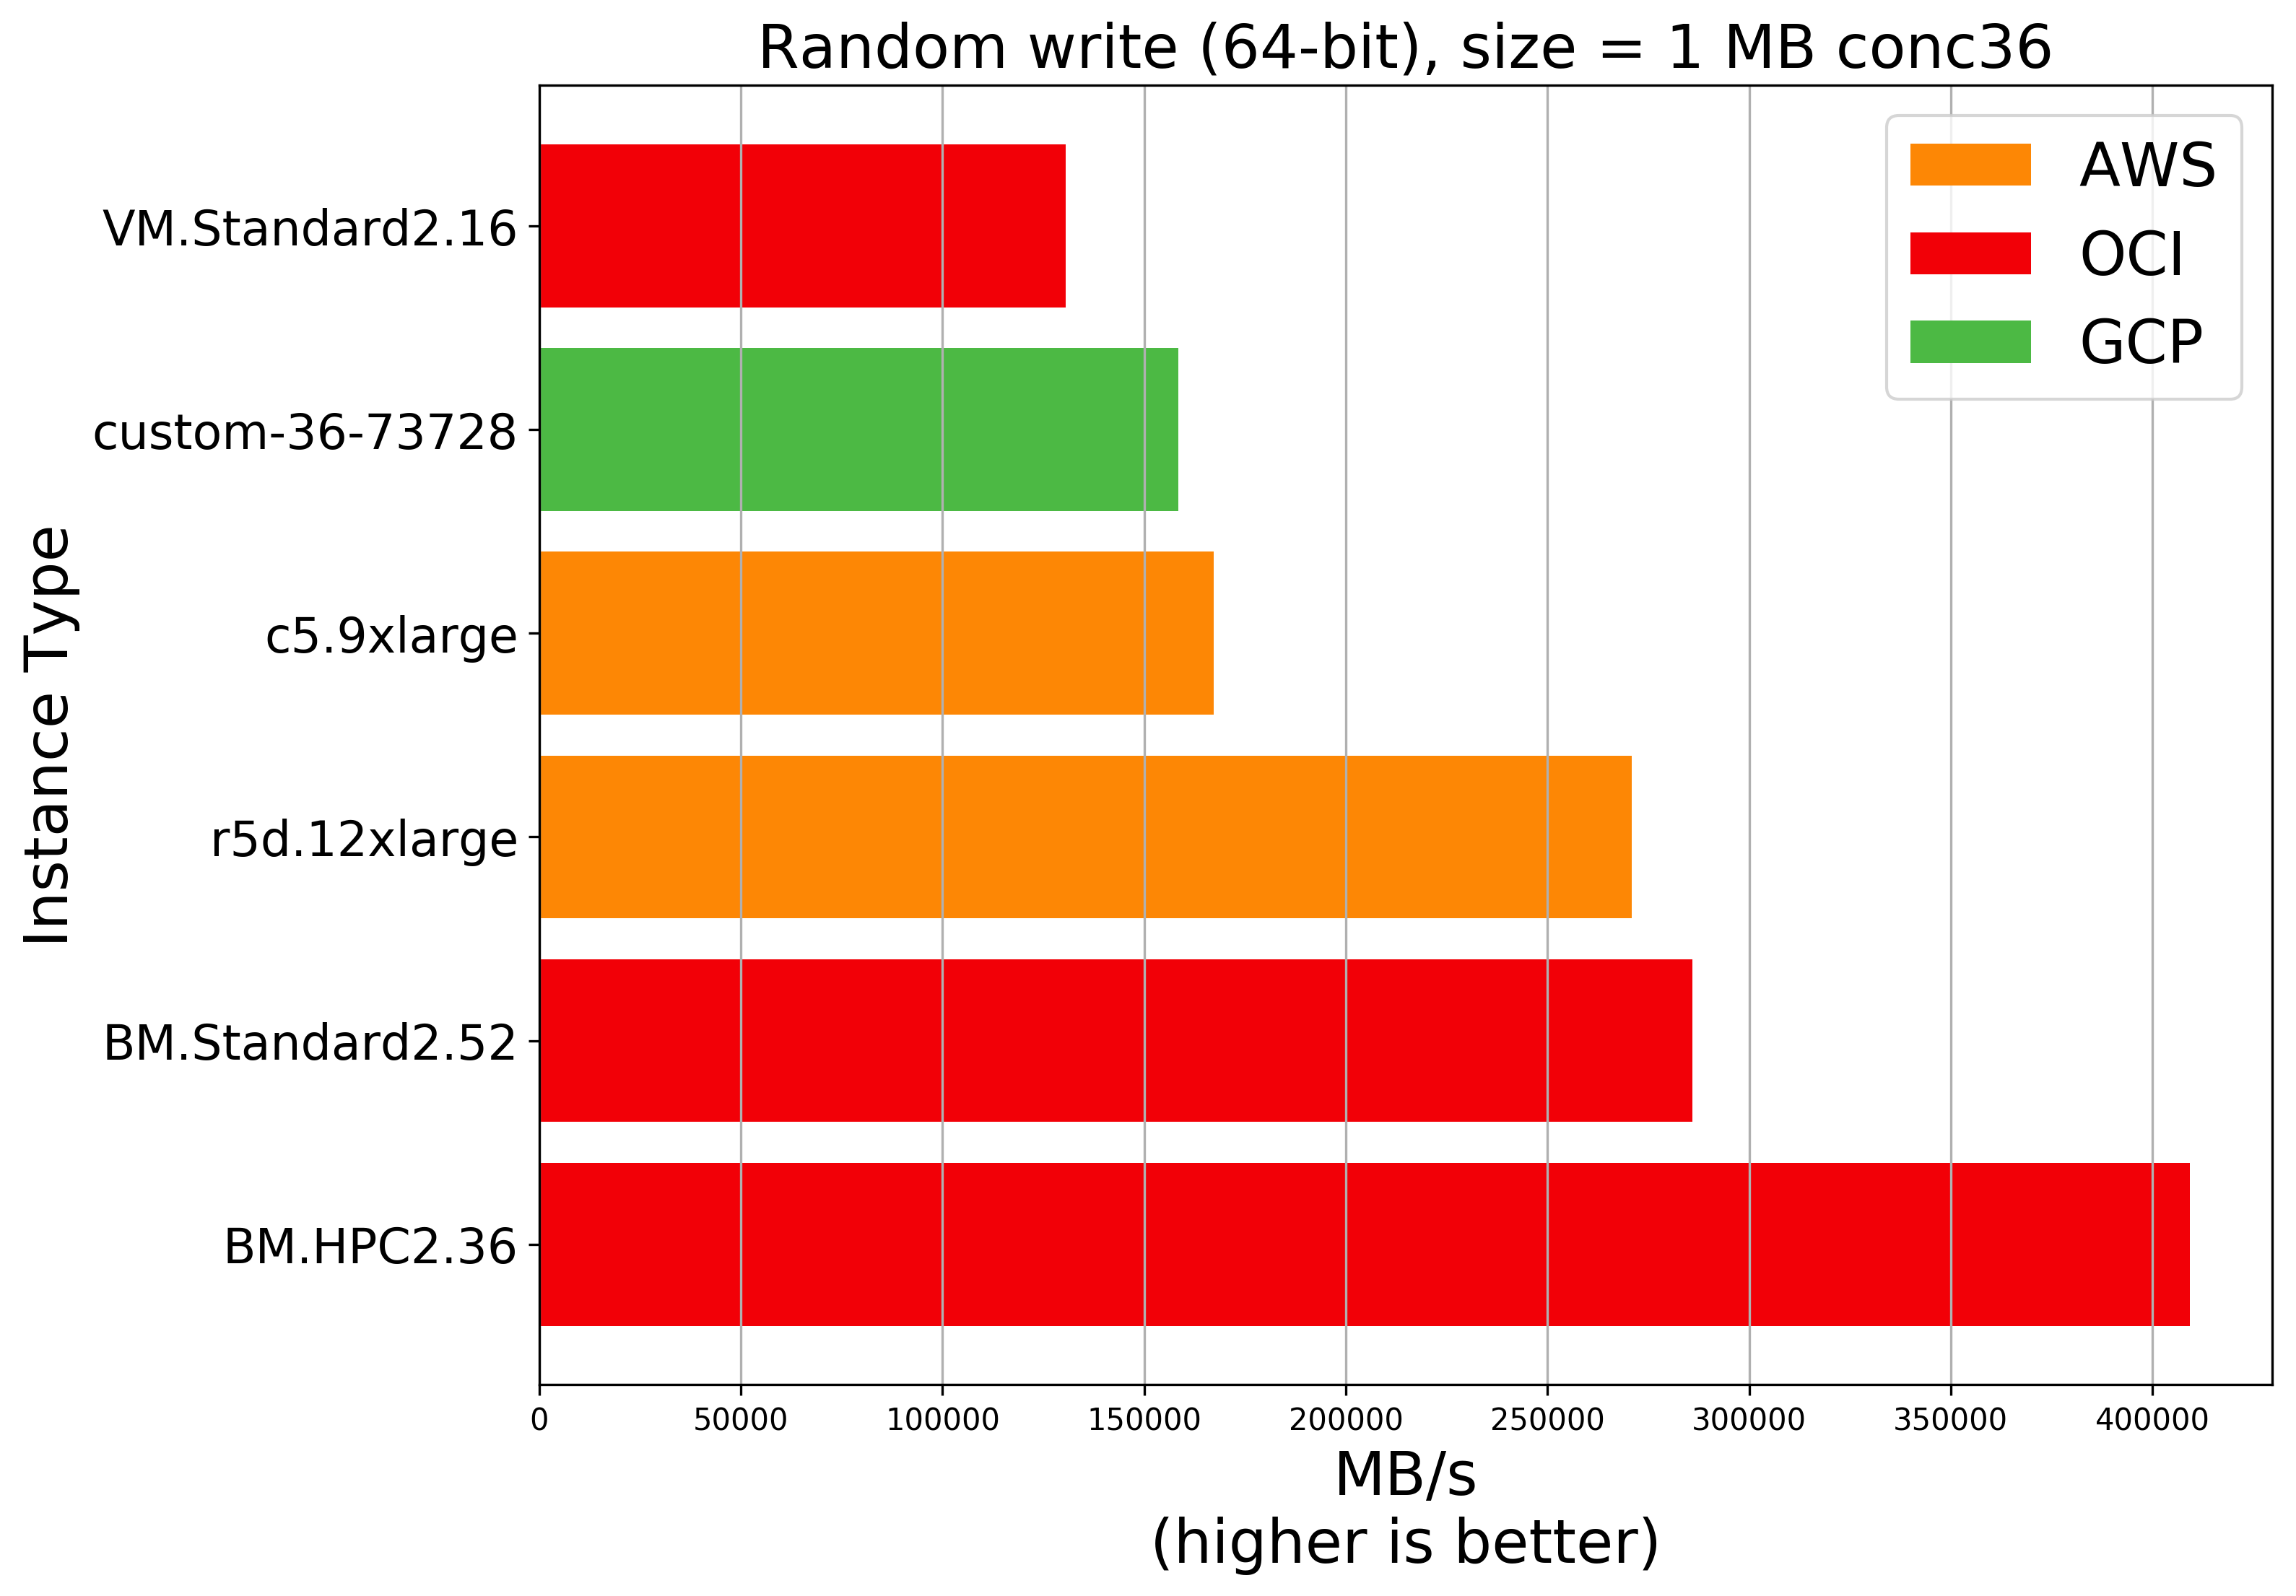 Random write (64-bit), size = 1 MB conc36
AWS
OCI
GCP
Instance Type
VM.Standard2.16
custom-36-73728
c5.9xlarge
r5d.12xlarge
BM.Standard2.52
BM.HPC2.36
0 50000 100000 150000 200000 250000 300000 350000 400000
MB/s
(higher is better)